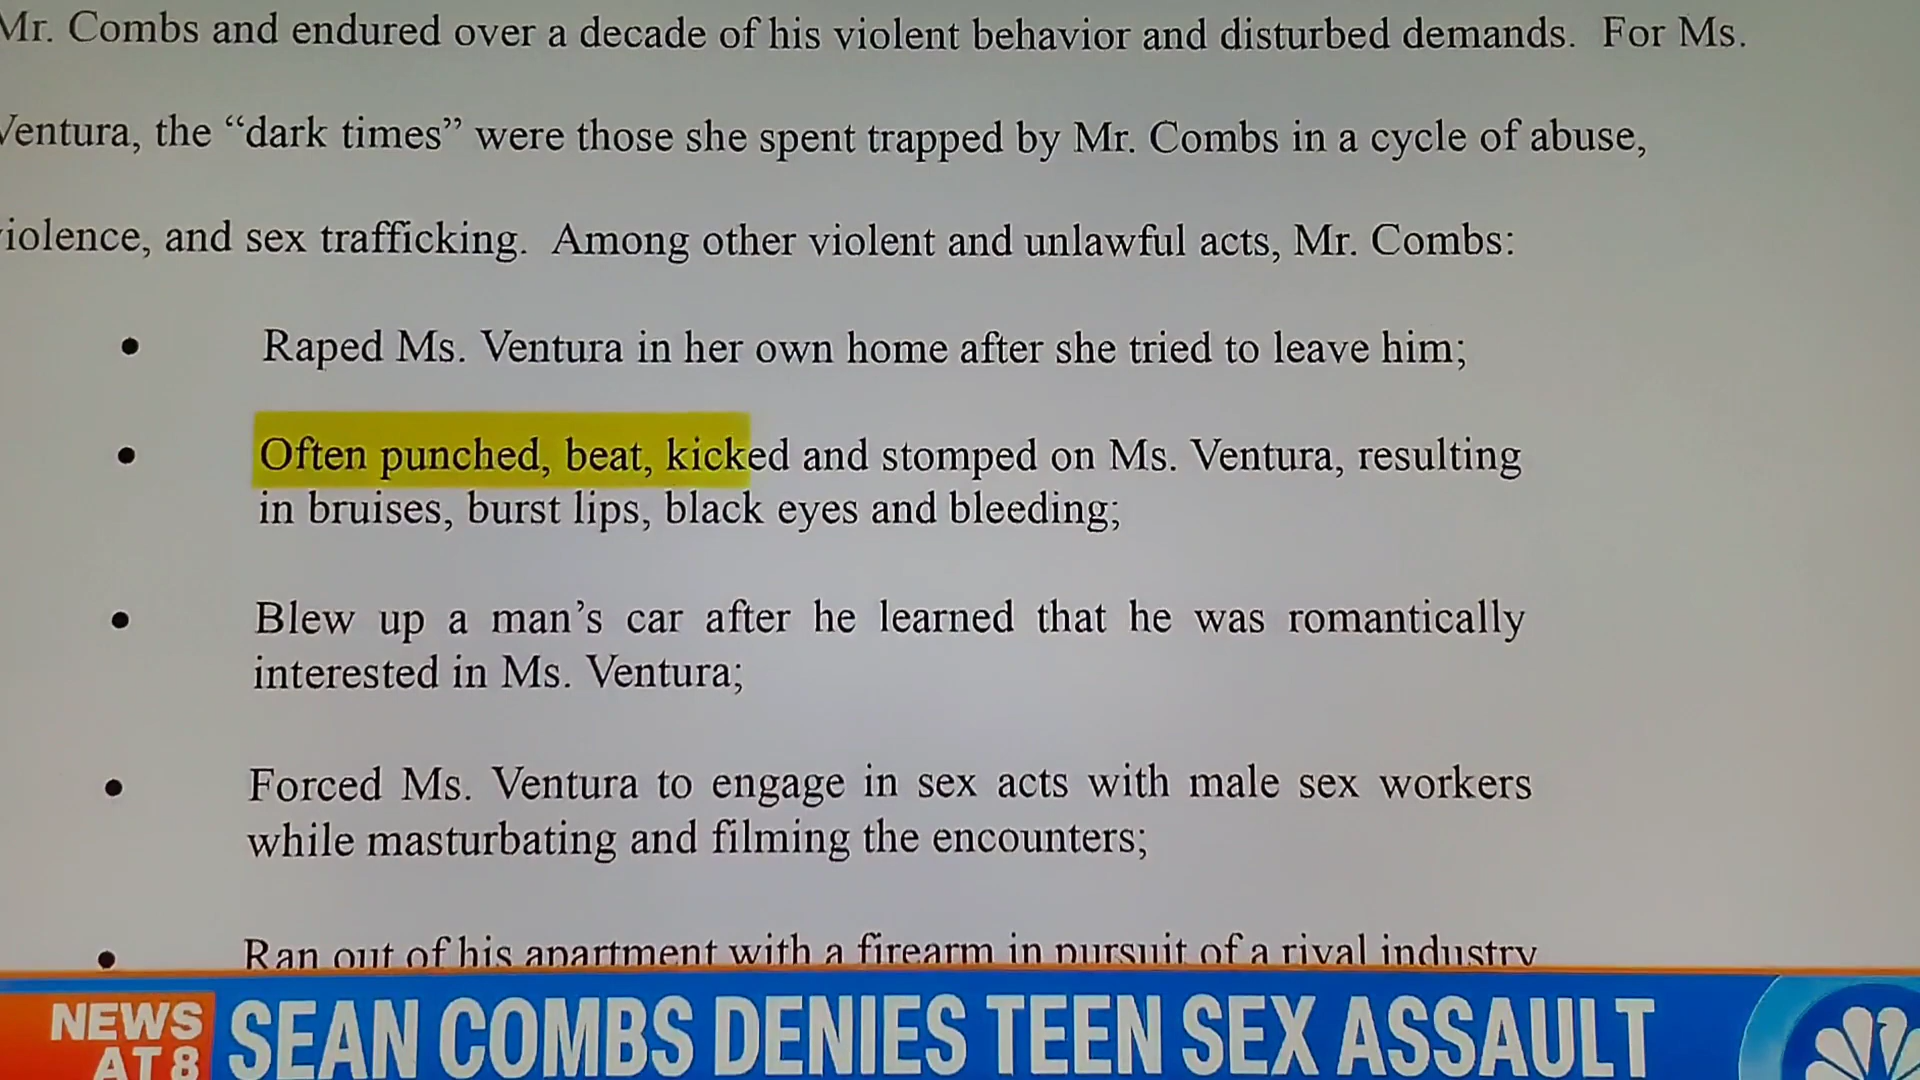 Mr. Combs and endured over a decade of his violent behavior and disturbed demands. For Ms.
Ventura, the “dark times” were those she spent trapped by Mr. Combs in a cycle of abuse,
violence, and sex trafficking. Among other violent and unlawful acts, Mr. Combs:
• Raped Ms. Ventura in her own home after she tried to leave him;
• Often punched, beat, kicked and stomped on Ms. Ventura, resulting
in bruises, burst lips, black eyes and bleeding;
• Blew up a man’s car after he learned that he was romantically
interested in Ms. Ventura;
• Forced Ms. Ventura to engage in sex acts with male sex workers
while masturbating and filming the encounters;
• Ran out of his apartment with a firearm in pursuit of a rival industry
NEWS
AT 8
SEAN COMBS DENIES TEEN SEX ASSAULT